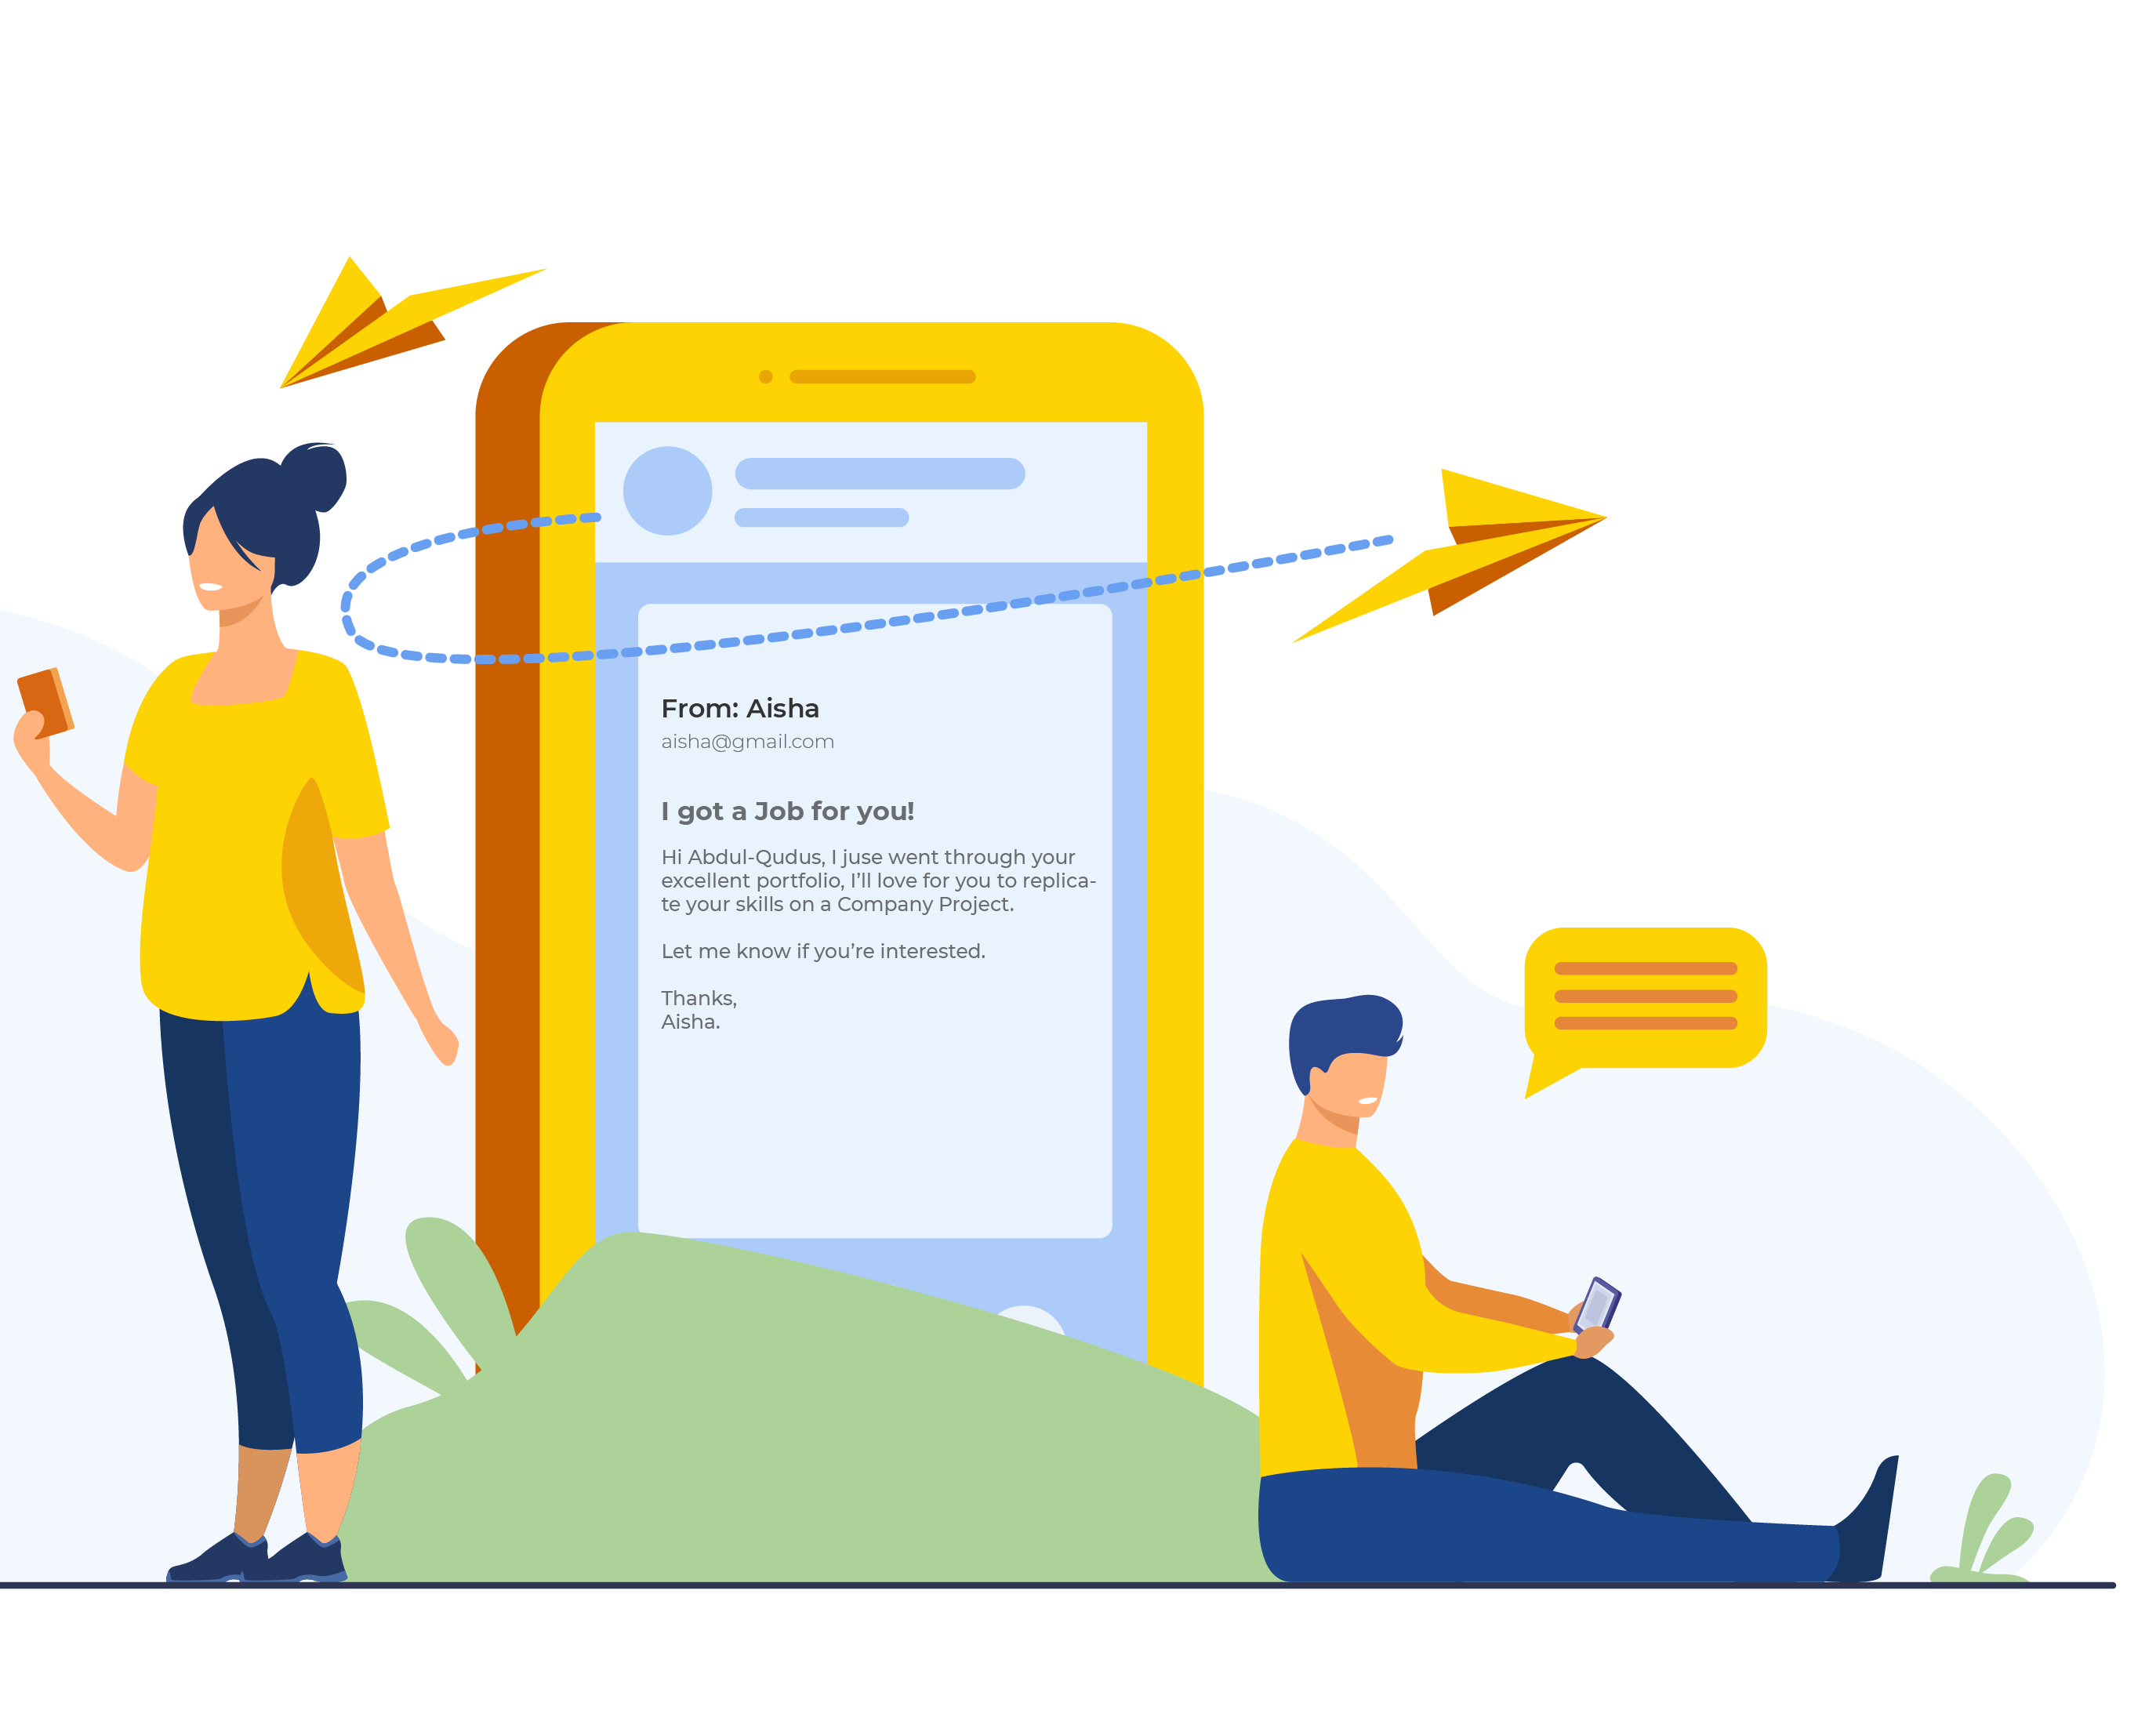 From: Aisha
aisha@gmail.com
I got a Job for you!
Hi Abdul-Qudus, I juse went through your
excellent portfolio, I’ll love for you to replica-
te your skills on a Company Project.
Let me know if you’re interested.
Thanks,
Aisha.